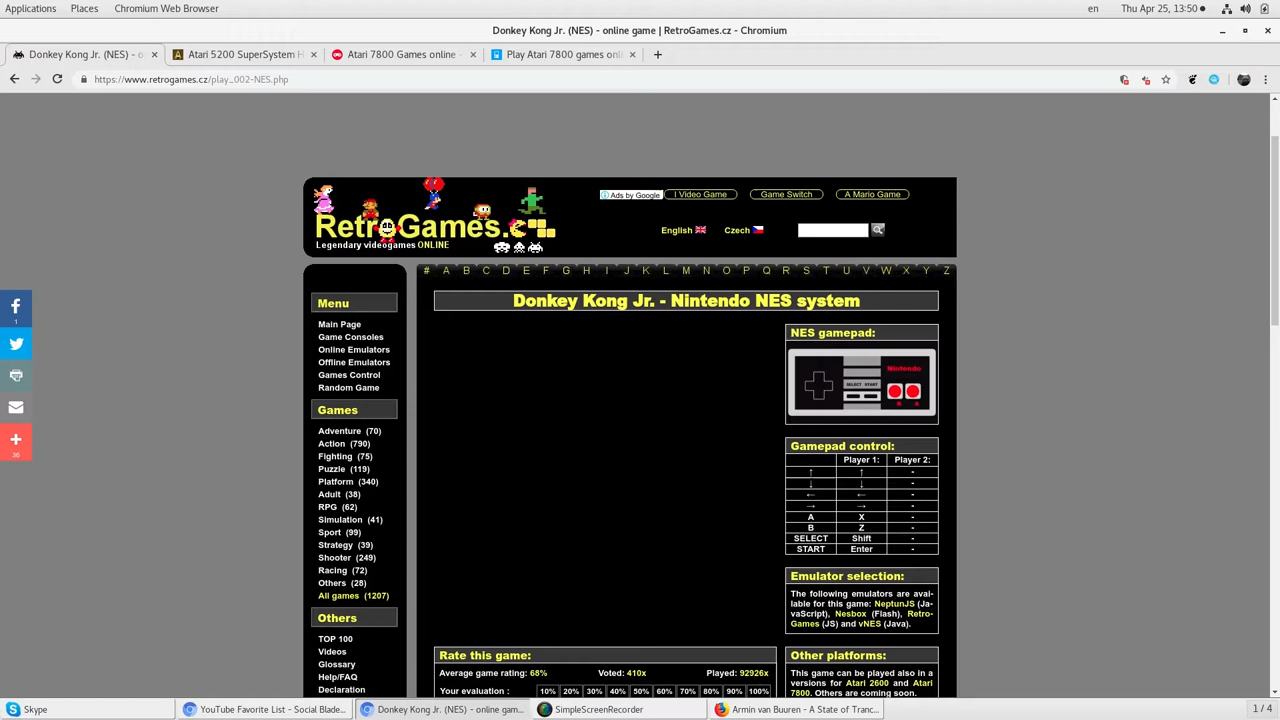 Applications Places Chromium Web Browser en Thu Apr 25, 13:50
Donkey Kong Jr. (NES) - online game | RetroGames.cz - Chromium
Donkey Kong Jr. (NES) - o Atari 5200 SuperSystem H Atari 7800 Games online - Play Atari 7800 games onl
https://www.retrogames.cz/play_002-NES.php
Ads by Google I Video Game Game Switch A Mario Game
RetroGames.cz
Legendary videogames ONLINE
English Czech
# A B C D E F G H I J K L M N O P Q R S T U V W X Y Z
Donkey Kong Jr. - Nintendo NES system
Menu
Main Page
Game Consoles
Online Emulators
Offline Emulators
Games Control
Random Game
Games
Adventure (70)
Action (790)
Fighting (75)
Puzzle (119)
Platform (340)
Adult (38)
RPG (62)
Simulation (41)
Sport (99)
Strategy (39)
Shooter (249)
Racing (72)
Others (28)
All games (1207)
Others
TOP 100
Videos
Glossary
Help/FAQ
Declaration
1
36
NES gamepad:
Nintendo
SELECT START
B A
Gamepad control:
Player 1: Player 2:
↑ ↑ -
↓ ↓ -
← ← -
→ → -
A X -
B Z -
SELECT Shift -
START Enter -
Emulator selection:
The following emulators are avai-
lable for this game: NeptunJS (Ja-
vaScript), Nesbox (Flash), Retro-
Games (JS) and vNES (Java).
Rate this game:
Average game rating: 68% Voted: 410x Played: 92926x
Your evaluation : 10% 20% 30% 40% 50% 60% 70% 80% 90% 100%
Other platforms:
This game can be played also in a
versions for Atari 2600 and Atari
7800. Others are coming soon.
Skype YouTube Favorite List - Social Blade... Donkey Kong Jr. (NES) - online gam... SimpleScreenRecorder Armin van Buuren - A State of Tranc... 1 / 4